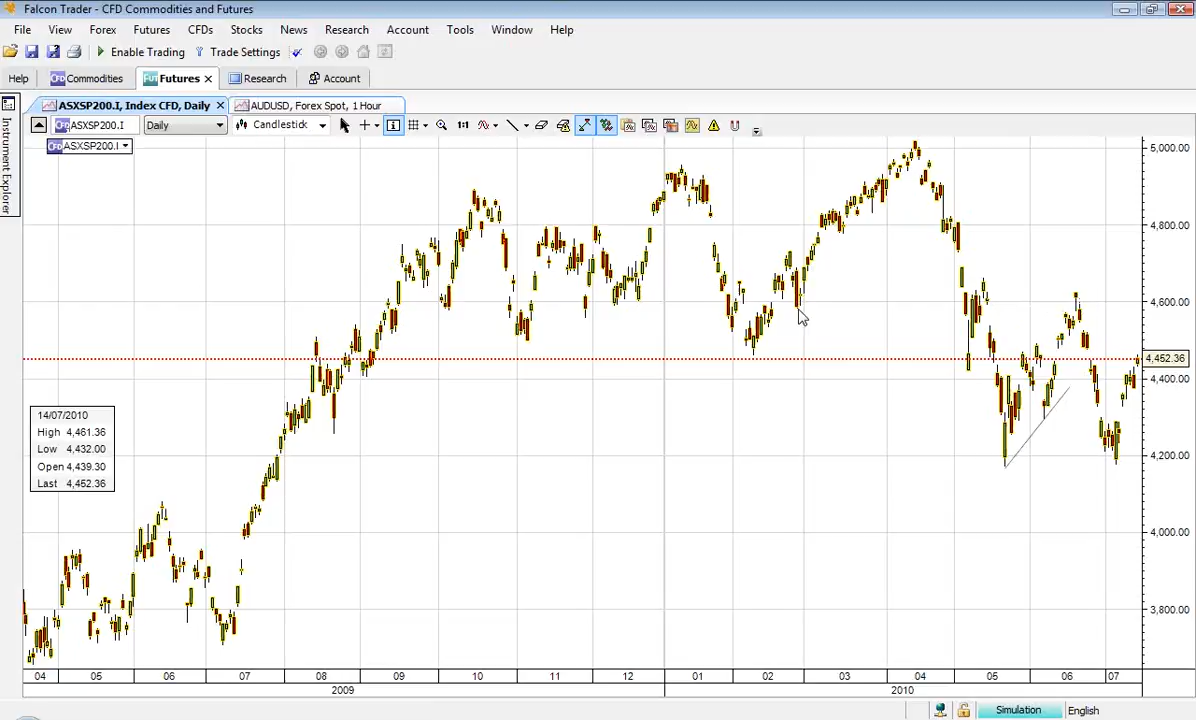 Falcon Trader - CFD Commodities and Futures
File View Forex Futures CFDs Stocks News Research Account Tools Window Help
Enable Trading Trade Settings
Help CFD Commodities Futures Research Account
ASXSP200.I, Index CFD, Daily AUDUSD, Forex Spot, 1 Hour
CFD ASXSP200.I Daily Candlestick 1:1
CFD ASXSP200.I
Instrument Explorer
5,000.00
4,800.00
4,600.00
4,452.36
4,400.00
4,200.00
4,000.00
3,800.00
14/07/2010
High 4,461.36
Low 4,432.00
Open 4,439.30
Last 4,452.36
04 05 06 07 08 09 10 11 12 01 02 03 04 05 06 07
2009 2010
Simulation English